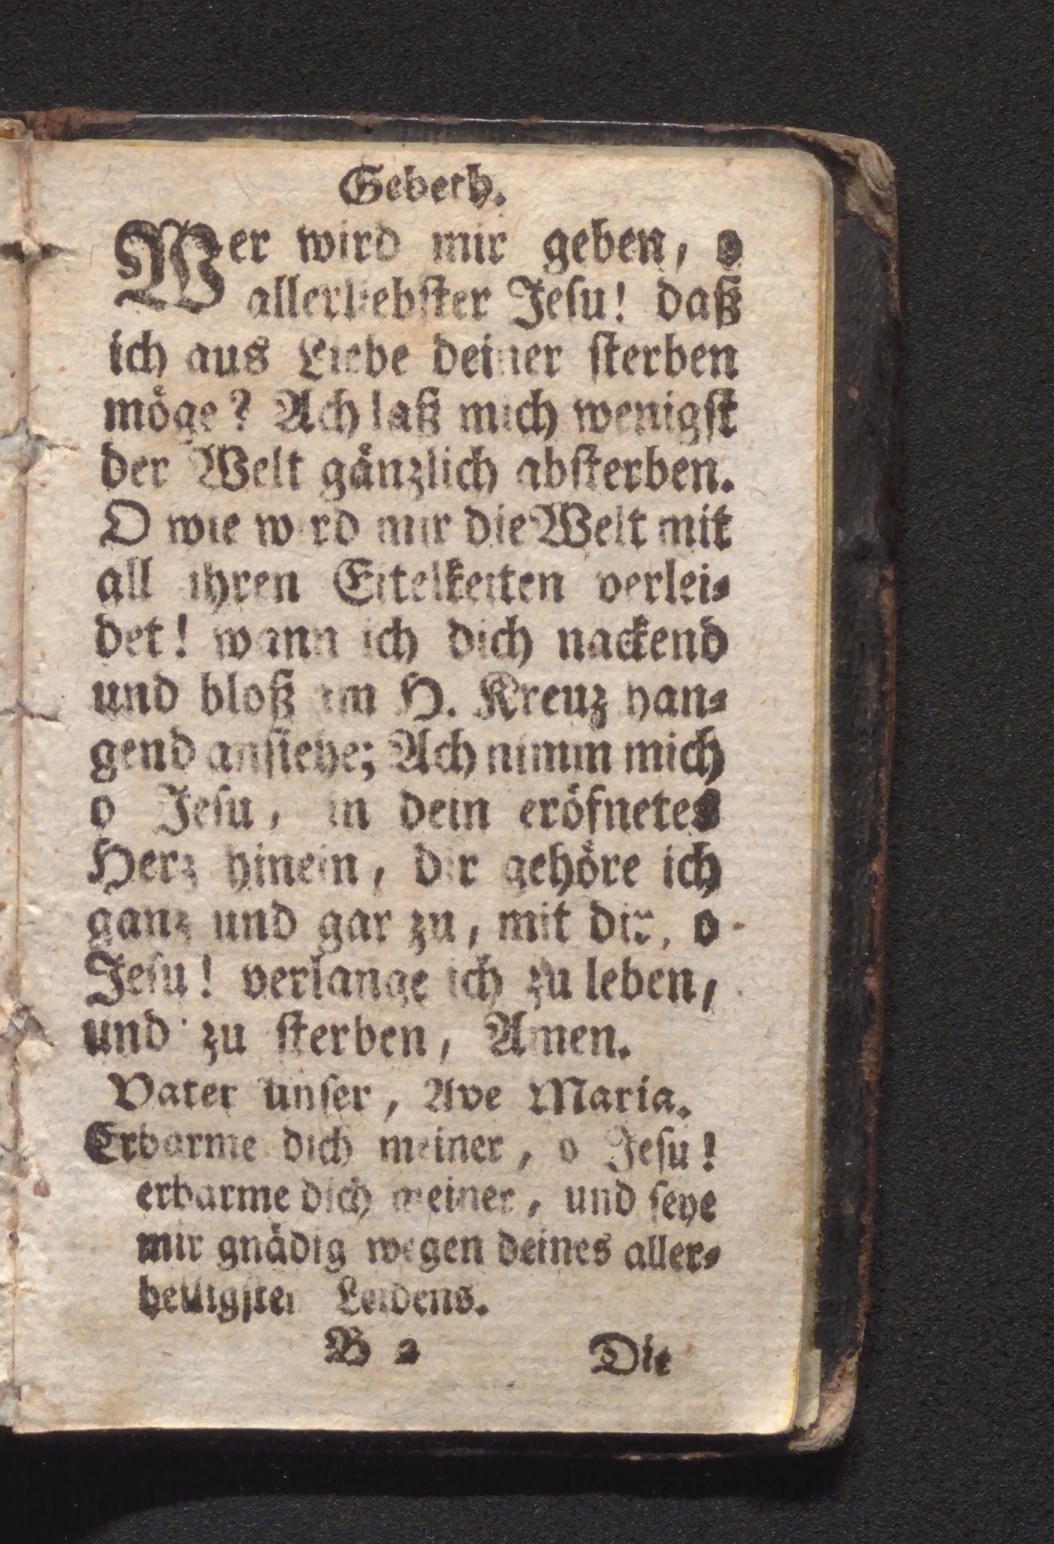 Gebeth.
Wer wird mir geben, o
allerliebster Jesu! daß
ich aus Liebe deiner sterben
möge? Ach laß mich wenigst
der Welt gänzlich absterben.
O wie wird mir die Welt mit
all ihren Eitelkeiten verlei⸗
det! wann ich dich nackend
und bloß am H. Kreuz han⸗
gend ansiehe; Ach nimm mich
o Jesu, in dein eröfnetes
Herz hinein, dir gehöre ich
ganz und gar zu, mit dir, o
Jesu! verlange ich zu leben,
und zu sterben, Amen.
Vater unser, Ave Maria.
Erbarme dich meiner, o Jesu!
erbarme dich meiner, und seye
mir gnädig wegen deines aller⸗
heiligsten Leidens.
B 2 Die